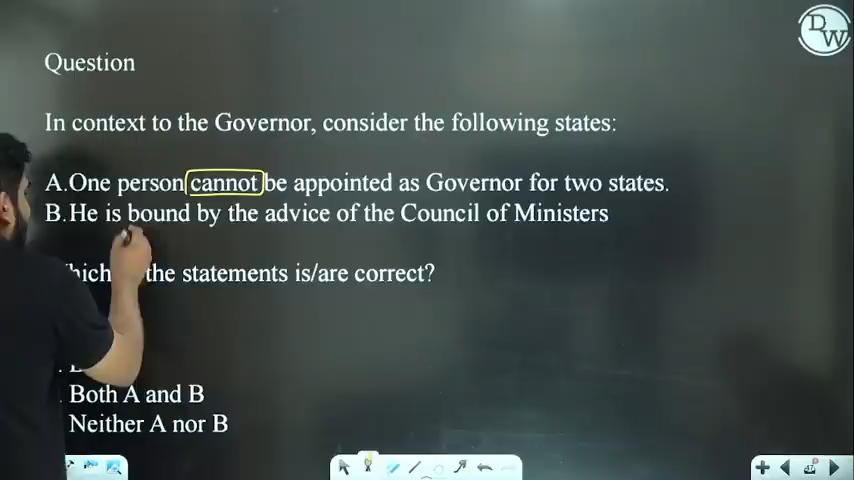 DW
Question
In context to the Governor, consider the following states:
A.One person cannot be appointed as Governor for two states.
B.He is bound by the advice of the Council of Ministers
the statements is/are correct?
Both A and B
Neither A nor B